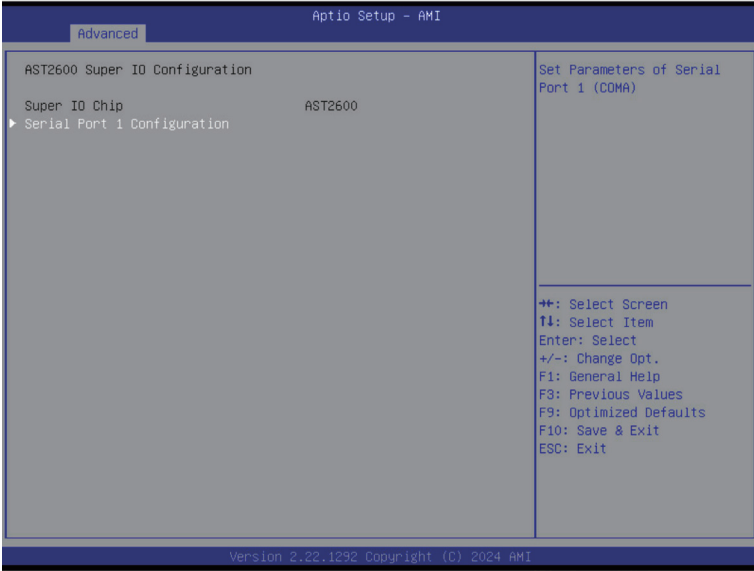 Aptio Setup - AMI
Advanced
AST2600 Super IO Configuration
Super IO Chip AST2600
Serial Port 1 Configuration
Set Parameters of Serial
Port 1 (COMA)
→←: Select Screen
↑↓: Select Item
Enter: Select
+/-: Change Opt.
F1: General Help
F3: Previous Values
F9: Optimized Defaults
F10: Save & Exit
ESC: Exit
Version 2.22.1292 Copyright (C) 2024 AMI